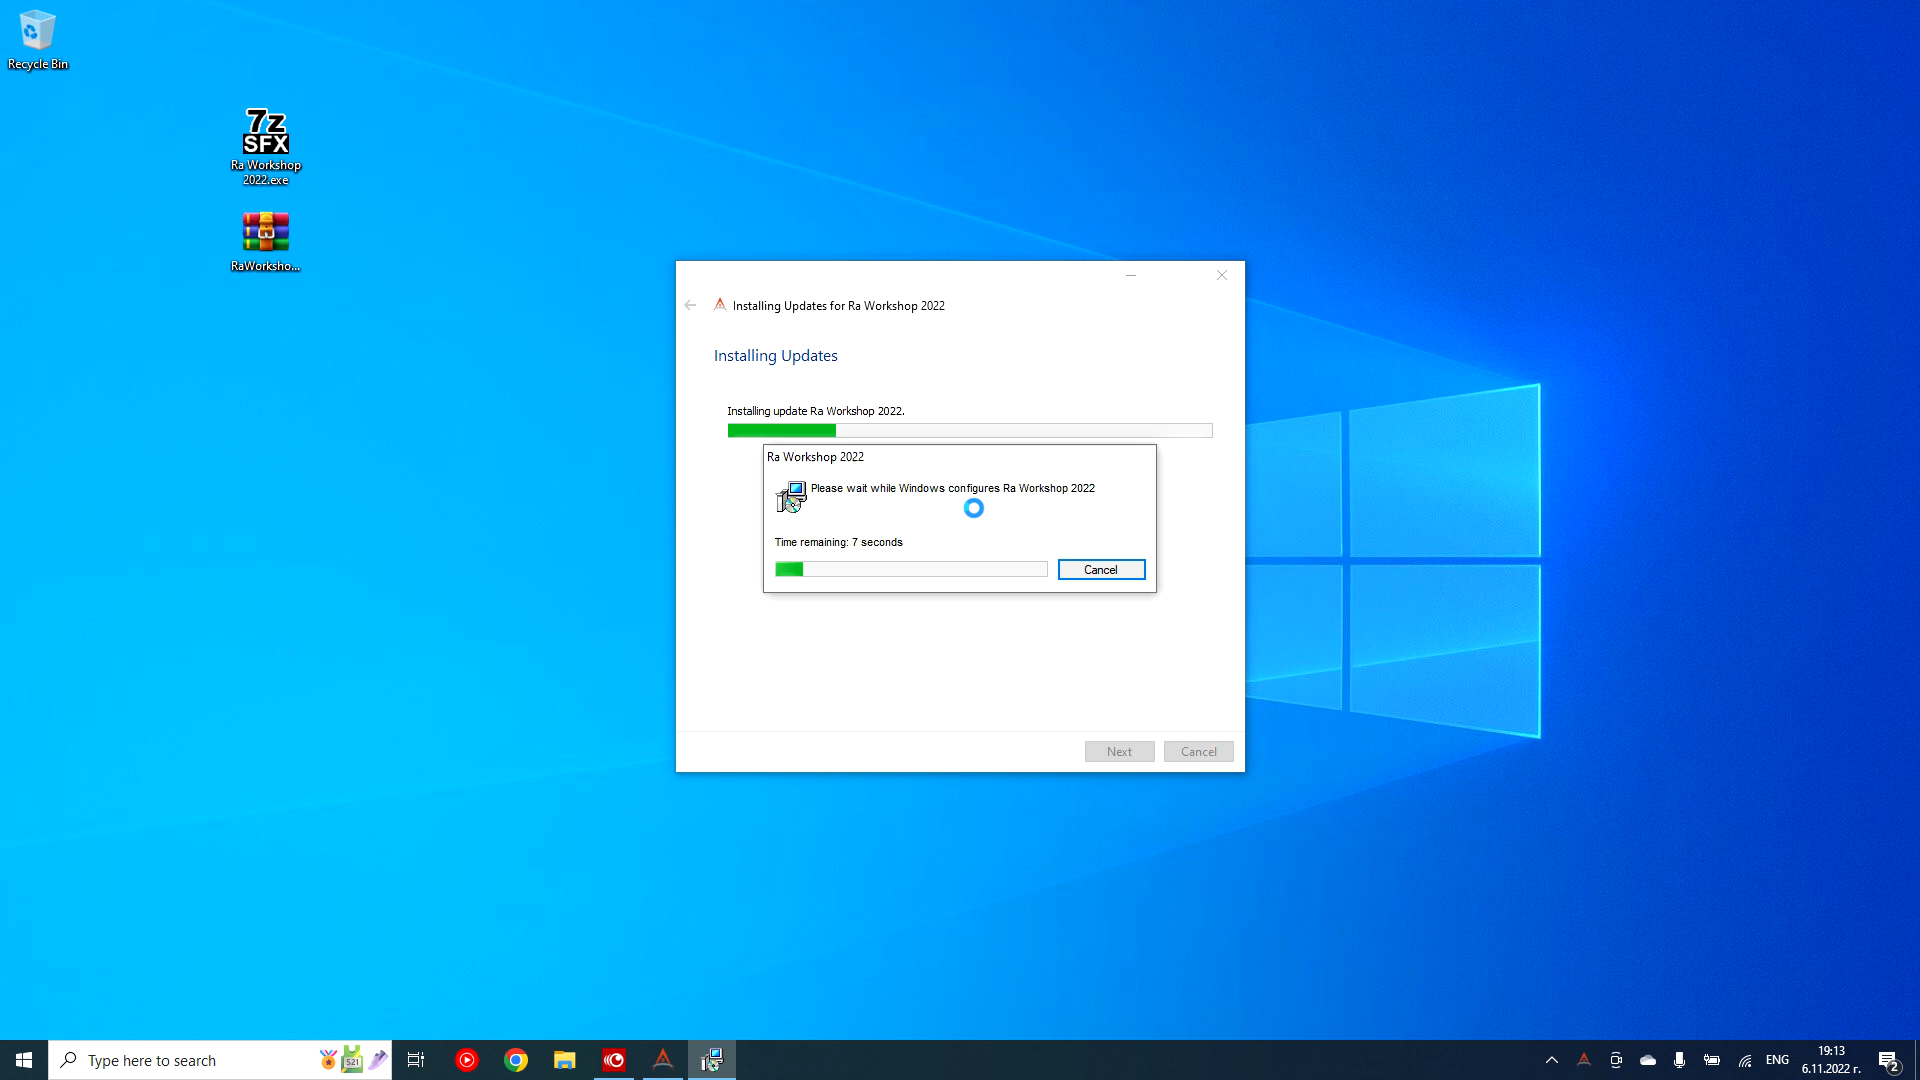 Recycle Bin
7z
SFX
Ra Workshop
2022.exe
RaWorksho...
Installing Updates for Ra Workshop 2022
Installing Updates
Installing update Ra Workshop 2022.
Ra Workshop 2022
Please wait while Windows configures Ra Workshop 2022
Time remaining: 7 seconds
Cancel
Next
Cancel
Type here to search
S21
ENG
19:13
6.11.2022 г.
2